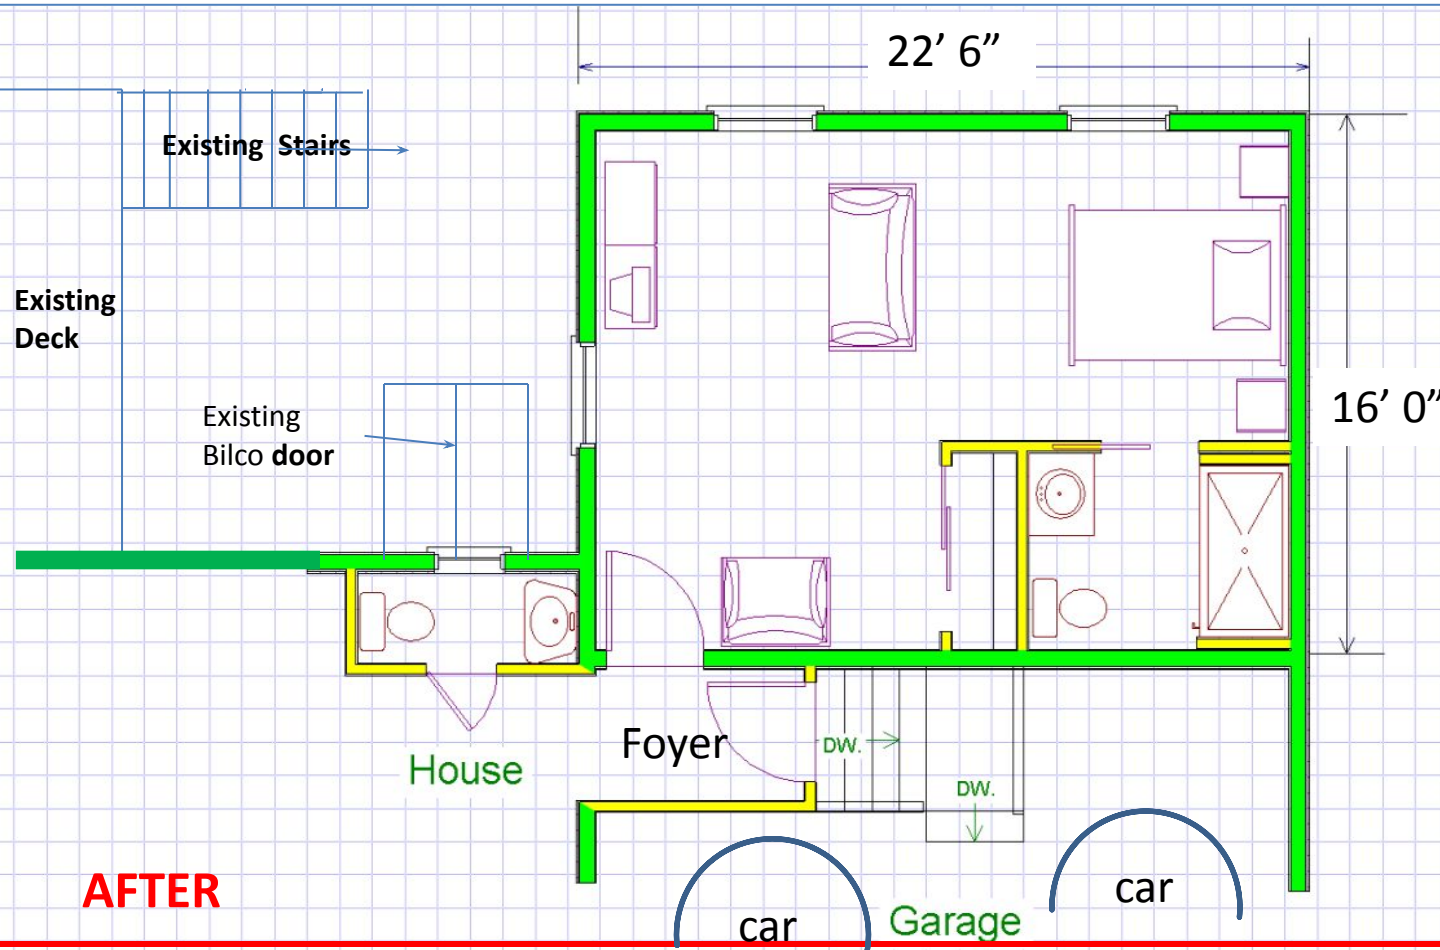 22’ 6”
Existing Stairs
Existing
Deck
16’ 0”
Existing
Bilco door
Foyer
DW.
House
DW.
AFTER
car
car
Garage